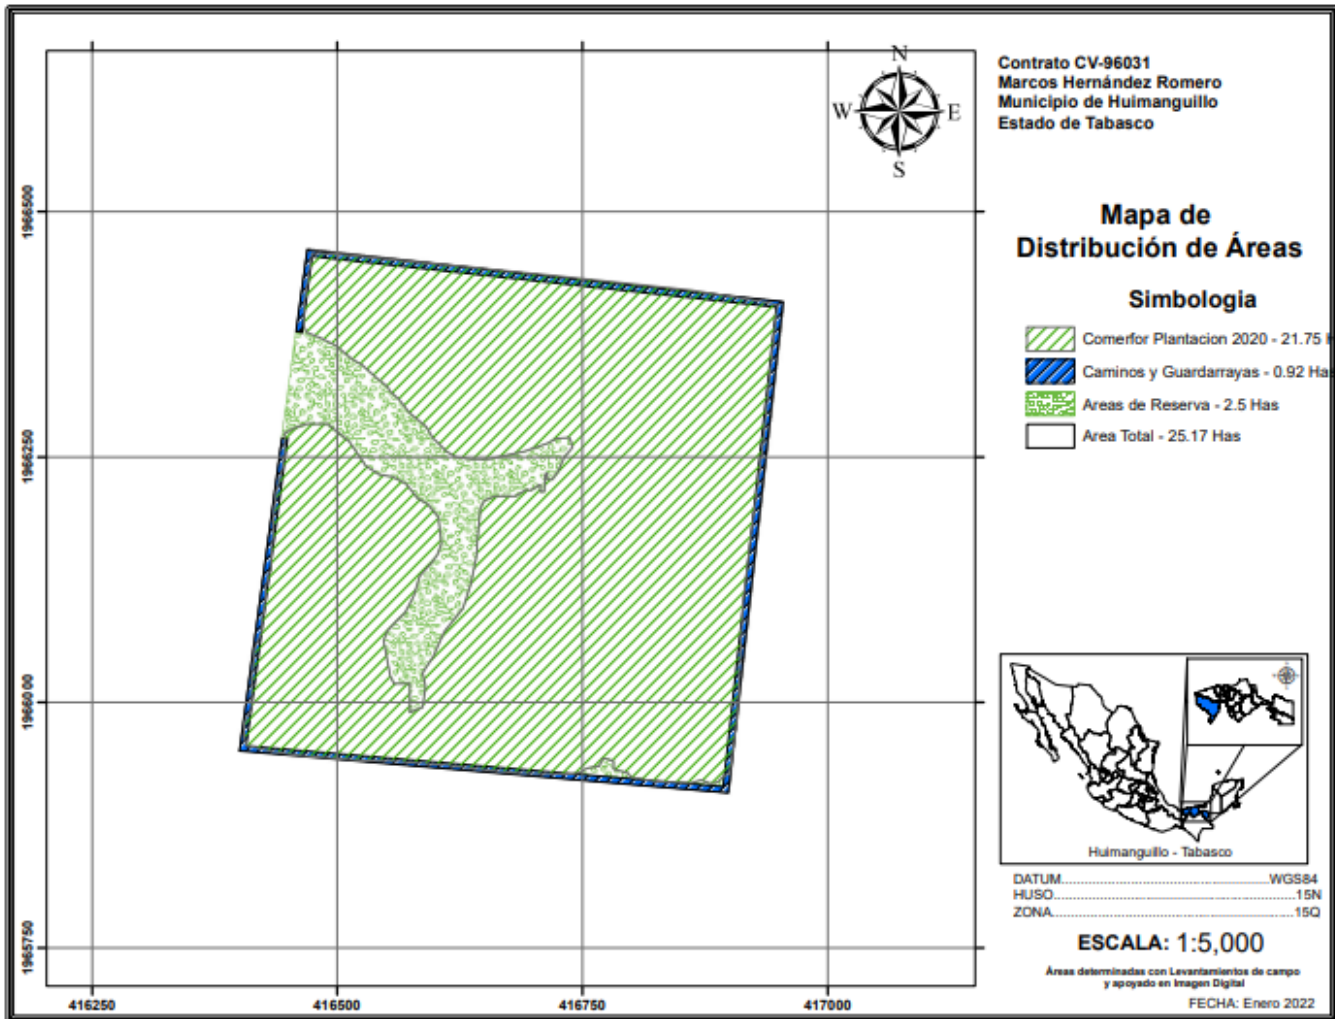 N
W E
S
Contrato CV-96031
Marcos Hernández Romero
Municipio de Huimanguillo
Estado de Tabasco
Mapa de
Distribución de Áreas
Simbologia
Comerfor Plantacion 2020 - 21.75 H
Caminos y Guardarrayas - 0.92 Has
Areas de Reserva - 2.5 Has
Area Total - 25.17 Has
1966500
1966250
1966000
1965750
416250 416500 416750 417000
Huimanguillo - Tabasco
DATUM WGS84
HUSO 15N
ZONA 15Q
ESCALA: 1:5,000
Áreas determinadas con Levantamientos de campo
y apoyado en Imagen Digital
FECHA: Enero 2022